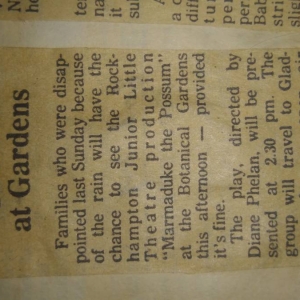 at Gardens
Families who were disap-
pointed last Sunday because
of the rain will have the
chance to see the Rock-
hampton Junior Little
Theatre production
"Marmaduke the Possum"
at the Botanical Gardens
this afternoon — provided
it's fine.
The play, directed by
Diane Phelan, will be pre-
sented at 2.30 pm. The
group will travel to Glad-